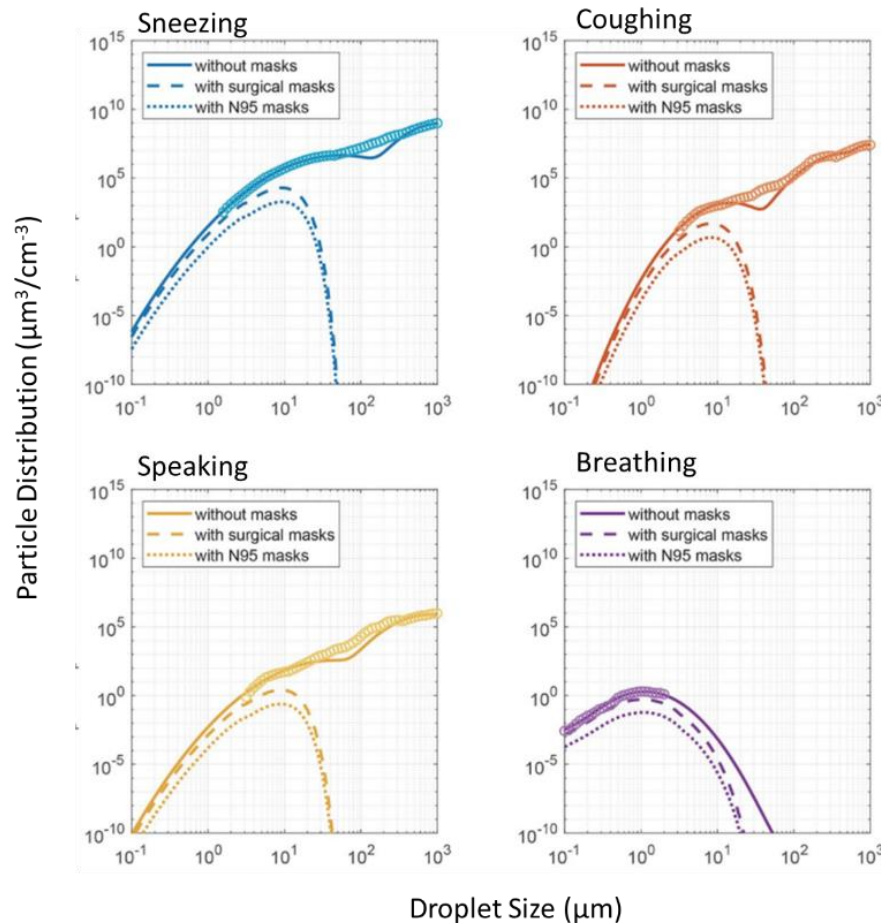 Sneezing
10^15
10^10
10^5
10^0
10^-5
10^-10
without masks
with surgical masks
with N95 masks
10^-1 10^0 10^1 10^2 10^3
Coughing
10^15
10^10
10^5
10^0
10^-5
10^-10
without masks
with surgical masks
with N95 masks
10^-1 10^0 10^1 10^2 10^3
Particle Distribution (μm³/cm⁻³)
Speaking
10^15
10^10
10^5
10^0
10^-5
10^-10
without masks
with surgical masks
with N95 masks
10^-1 10^0 10^1 10^2 10^3
Breathing
10^15
10^10
10^5
10^0
10^-5
10^-10
without masks
with surgical masks
with N95 masks
10^-1 10^0 10^1 10^2 10^3
Droplet Size (μm)